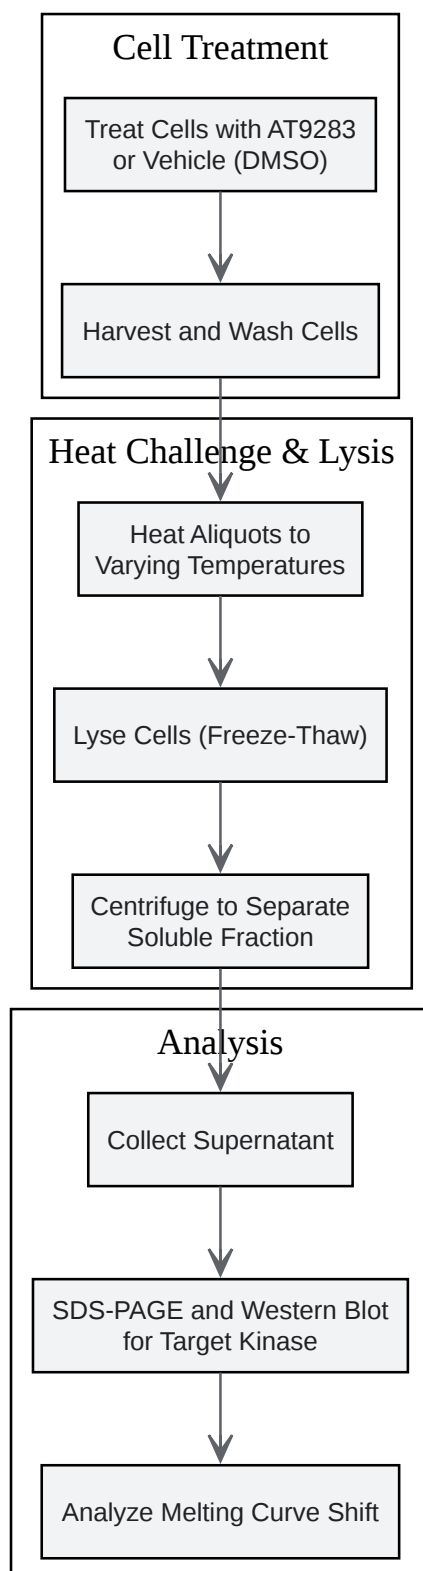 Cell Treatment
Treat Cells with AT9283
or Vehicle (DMSO)
Harvest and Wash Cells
Heat Challenge & Lysis
Heat Aliquots to
Varying Temperatures
Lyse Cells (Freeze-Thaw)
Centrifuge to Separate
Soluble Fraction
Analysis
Collect Supernatant
SDS-PAGE and Western Blot
for Target Kinase
Analyze Melting Curve Shift